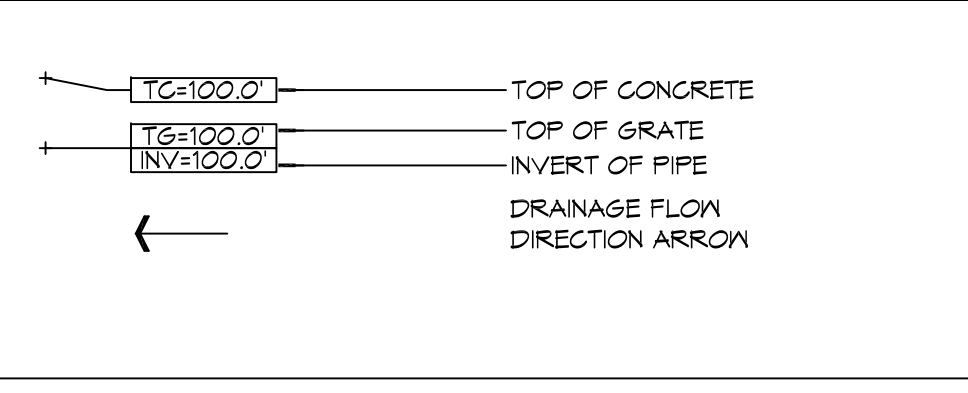 TC=100.0' TOP OF CONCRETE
TG=100.0' TOP OF GRATE
INV=100.0' INVERT OF PIPE
DRAINAGE FLOW
DIRECTION ARROW